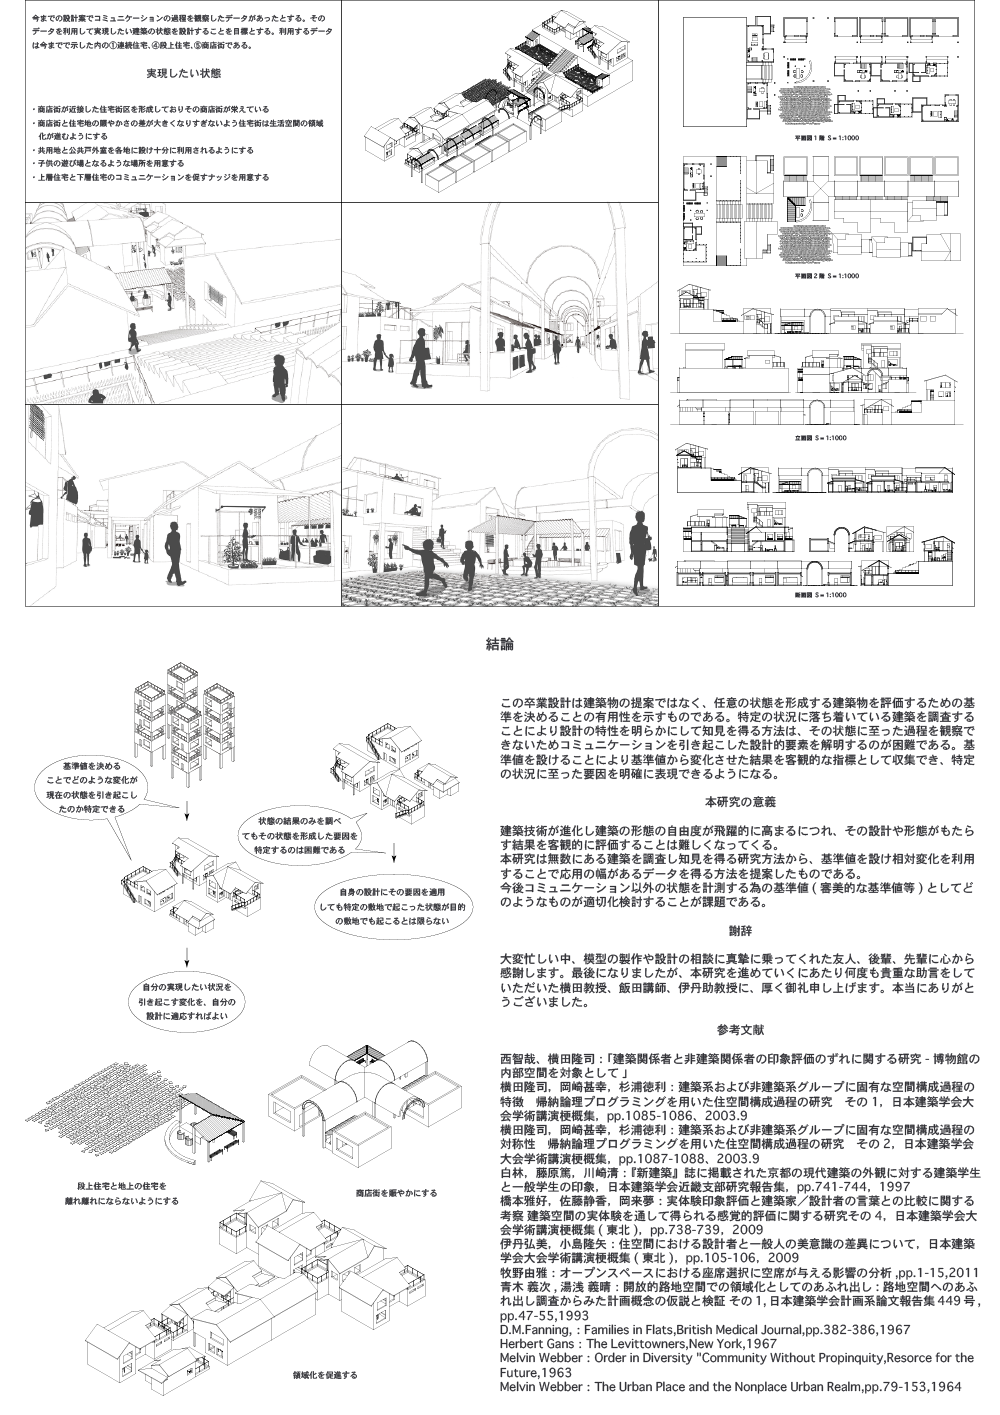 今までの設計案でコミュニケーションの過程を観察したデータがあったとする。その
データを利用して実現したい建築の状態を設計することを目標とする。利用するデータ
は今までで示した内の①連続住宅、④段上住宅、⑤商店街である。
実現したい状態
・商店街が近接した住宅街区を形成しておりその商店街が栄えている
・商店街と住宅地の賑やかさの差が大きくなりすぎないよう住宅街は生活空間の領域
化が進むようにする
・共用地と公共戸外室を各地に設け十分に利用されるようにする
・子供の遊び場となるような場所を用意する
・上層住宅と下層住宅のコミュニケーションを促すナッジを用意する
平面図1階 S=1:1000
平面図2階 S=1:1000
立面図 S=1:1000
断面図 S=1:1000
結論
基準値を決める
ことでどのような変化が
現在の状態を引き起こし
たのか特定できる
状態の結果のみを調べ
てもその状態を形成した要因を
特定するのは困難である
自身の設計にその要因を適用
しても特定の敷地で起こった状態が目的
の敷地でも起こるとは限らない
自分の実現したい状況を
引き起こす変化を、自分の
設計に適応すればよい
段上住宅と地上の住宅を
離れ離れにならないようにする
商店街を賑やかにする
領域化を促進する
この卒業設計は建築物の提案ではなく、任意の状態を形成する建築物を評価するための基
準を決めることの有用性を示すものである。特定の状況に落ち着いている建築を調査する
ことにより設計の特性を明らかにして知見を得る方法は、その状態に至った過程を観察で
きないためコミュニケーションを引き起こした設計的要素を解明するのが困難である。基
準値を設けることにより基準値から変化させた結果を客観的な指標として収集でき、特定
の状況に至った要因を明確に表現できるようになる。
本研究の意義
建築技術が進化し建築の形態の自由度が飛躍的に高まるにつれ、その設計や形態がもたら
す結果を客観的に評価することは難しくなってくる。
本研究は無数にある建築を調査し知見を得る研究方法から、基準値を設け相対変化を利用
することで応用の幅があるデータを得る方法を提案したものである。
今後コミュニケーション以外の状態を計測する為の基準値(審美的な基準値等)としてど
のようなものが適切化検討することが課題である。
謝辞
大変忙しい中、模型の製作や設計の相談に真摯に乗ってくれた友人、後輩、先輩に心から
感謝します。最後になりましたが、本研究を進めていくにあたり何度も貴重な助言をして
いただいた横田教授、飯田講師、伊丹助教授に、厚く御礼申し上げます。本当にありがと
うございました。
参考文献
西智哉、横田隆司:「建築関係者と非建築関係者の印象評価のずれに関する研究 - 博物館の
内部空間を対象として」
横田隆司，岡崎甚幸，杉浦徳利：建築系および非建築系グループに固有な空間構成過程の
特徴　帰納論理プログラミングを用いた住空間構成過程の研究　その1，日本建築学会大
会学術講演梗概集，pp.1085-1086、2003.9
横田隆司，岡崎甚幸，杉浦徳利：建築系および非建築系グループに固有な空間構成過程の
対称性　帰納論理プログラミングを用いた住空間構成過程の研究　その2，日本建築学会
大会学術講演梗概集，pp.1087-1088、2003.9
白林，藤原篤，川崎清：『新建築』誌に掲載された京都の現代建築の外観に対する建築学生
と一般学生の印象，日本建築学会近畿支部研究報告集，pp.741-744，1997
橋本雅好，佐藤静香，岡来夢：実体験印象評価と建築家／設計者の言葉との比較に関する
考察 建築空間の実体験を通して得られる感覚的評価に関する研究その4，日本建築学会大
会学術講演梗概集(東北)，pp.738-739，2009
伊丹弘美，小島隆矢：住空間における設計者と一般人の美意識の差異について，日本建築
学会大会学術講演梗概集(東北)，pp.105-106，2009
牧野由雅：オープンスペースにおける座席選択に空席が与える影響の分析,pp.1-15,2011
青木 義次,湯浅 義晴：開放的路地空間での領域化としてのあふれ出し：路地空間へのあふ
れ出し調査からみた計画概念の仮説と検証 その1,日本建築学会計画系論文報告集449号,
pp.47-55,1993
D.M.Fanning,：Families in Flats,British Medical Journal,pp.382-386,1967
Herbert Gans：The Levittowners,New York,1967
Melvin Webber：Order in Diversity "Community Without Propinquity,Resorce for the
Future,1963
Melvin Webber：The Urban Place and the Nonplace Urban Realm,pp.79-153,1964